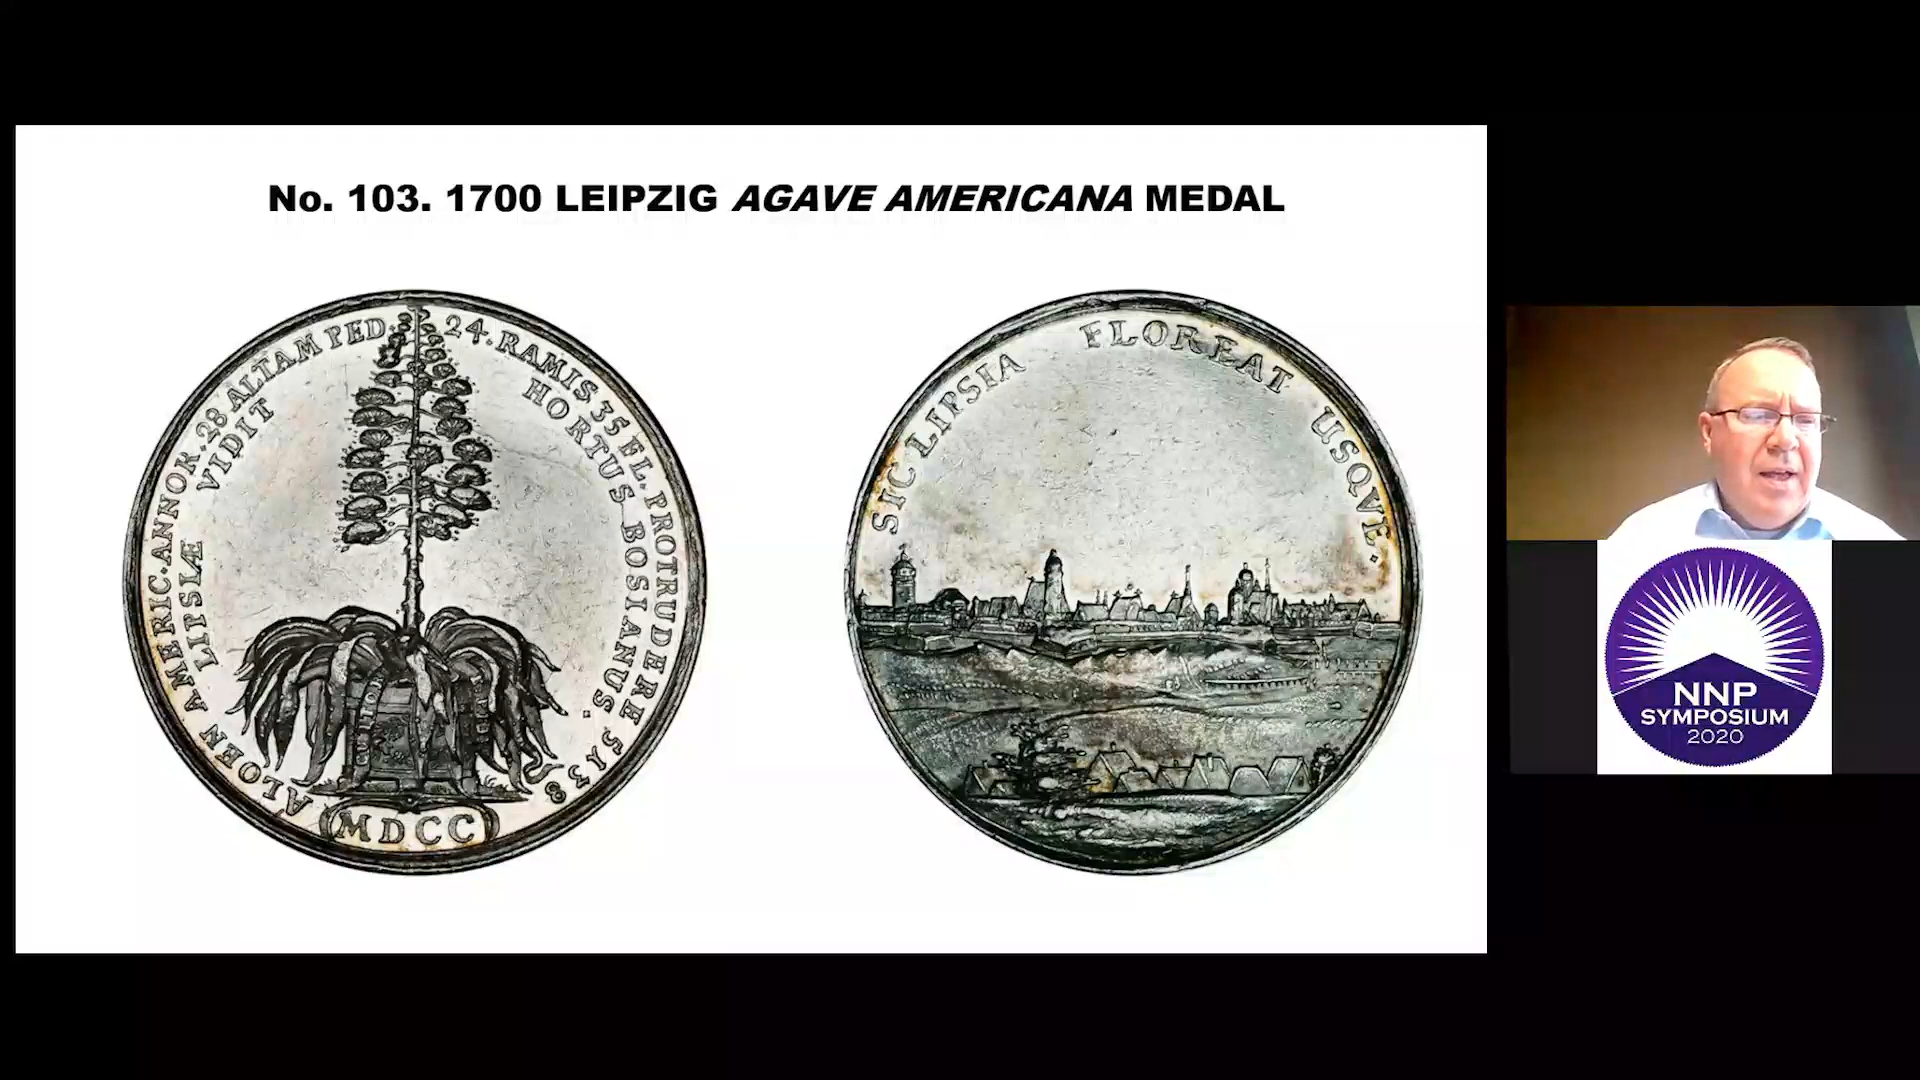 No. 103. 1700 LEIPZIG AGAVE AMERICANA MEDAL
ALOEN AMERIC. ANNOR. 28 ALTAM PED. 24. RAMIS 35 FL. PROTRUDERE 5138
LIPSIÆ VIDIT HORTUS BOSIANUS.
MDCC
SIC LIPSIA FLOREAT USQVE.
NNP
SYMPOSIUM
2020